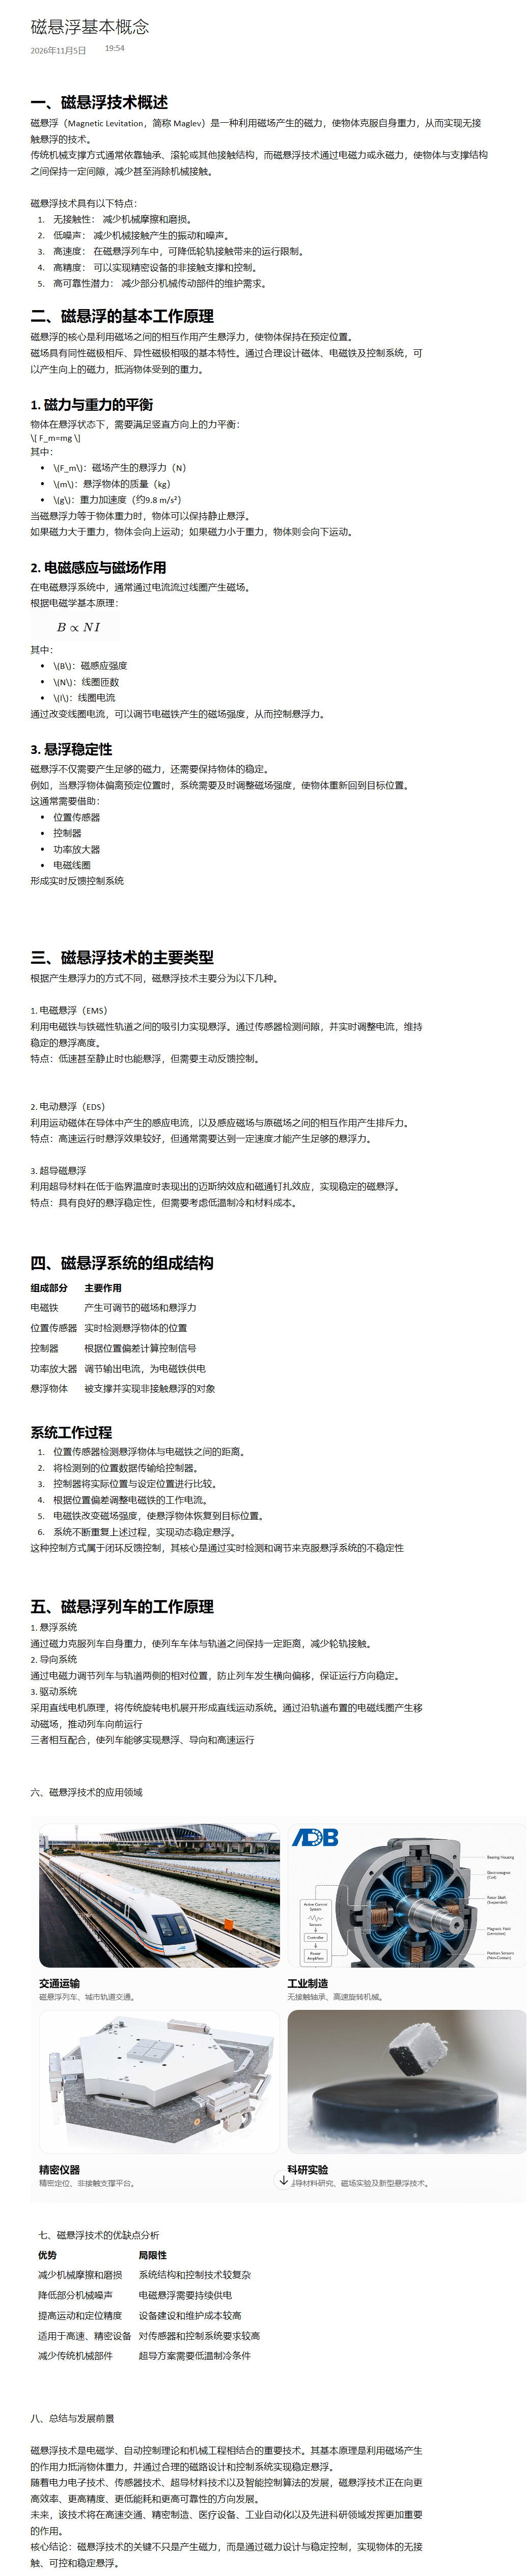 磁悬浮基本概念
2026年11月5日 19:54
一、磁悬浮技术概述
磁悬浮（Magnetic Levitation，简称 Maglev）是一种利用磁场产生的磁力，使物体克服自身重力，从而实现无接
触悬浮的技术。
传统机械支撑方式通常依靠轴承、滚轮或其他接触结构，而磁悬浮技术通过电磁力或永磁力，使物体与支撑结构
之间保持一定间隙，减少甚至消除机械接触。
磁悬浮技术具有以下特点：
1. 无接触性： 减少机械摩擦和磨损。
2. 低噪声： 减少机械接触产生的振动和噪声。
3. 高速度： 在磁悬浮列车中，可降低轮轨接触带来的运行限制。
4. 高精度： 可以实现精密设备的非接触支撑和控制。
5. 高可靠性潜力： 减少部分机械传动部件的维护需求。
二、磁悬浮的基本工作原理
磁悬浮的核心是利用磁场之间的相互作用产生悬浮力，使物体保持在预定位置。
磁场具有同性磁极相斥、异性磁极相吸的基本特性。通过合理设计磁体、电磁铁及控制系统，可
以产生向上的磁力，抵消物体受到的重力。
1. 磁力与重力的平衡
物体在悬浮状态下，需要满足竖直方向上的力平衡：
\[ F_m=mg \]
其中：
• \(F_m\)：磁场产生的悬浮力（N）
• \(m\)：悬浮物体的质量（kg）
• \(g\)：重力加速度（约9.8 m/s²）
当磁悬浮力等于物体重力时，物体可以保持静止悬浮。
如果磁力大于重力，物体会向上运动；如果磁力小于重力，物体则会向下运动。
2. 电磁感应与磁场作用
在电磁悬浮系统中，通常通过电流流过线圈产生磁场。
根据电磁学基本原理：
B ∝ NI
其中：
• \(B\)：磁感应强度
• \(N\)：线圈匝数
• \(I\)：线圈电流
通过改变线圈电流，可以调节电磁铁产生的磁场强度，从而控制悬浮力。
3. 悬浮稳定性
磁悬浮不仅需要产生足够的磁力，还需要保持物体的稳定。
例如，当悬浮物体偏离预定位置时，系统需要及时调整磁场强度，使物体重新回到目标位置。
这通常需要借助：
• 位置传感器
• 控制器
• 功率放大器
• 电磁线圈
形成实时反馈控制系统
三、磁悬浮技术的主要类型
根据产生悬浮力的方式不同，磁悬浮技术主要分为以下几种。
1. 电磁悬浮（EMS）
利用电磁铁与铁磁性轨道之间的吸引力实现悬浮。通过传感器检测间隙，并实时调整电流，维持
稳定的悬浮高度。
特点：低速甚至静止时也能悬浮，但需要主动反馈控制。
2. 电动悬浮（EDS）
利用运动磁体在导体中产生的感应电流，以及感应磁场与原磁场之间的相互作用产生排斥力。
特点：高速运行时悬浮效果较好，但通常需要达到一定速度才能产生足够的悬浮力。
3. 超导磁悬浮
利用超导材料在低于临界温度时表现出的迈斯纳效应和磁通钉扎效应，实现稳定的磁悬浮。
特点：具有良好的悬浮稳定性，但需要考虑低温制冷和材料成本。
四、磁悬浮系统的组成结构
组成部分 主要作用
电磁铁 产生可调节的磁场和悬浮力
位置传感器 实时检测悬浮物体的位置
控制器 根据位置偏差计算控制信号
功率放大器 调节输出电流，为电磁铁供电
悬浮物体 被支撑并实现非接触悬浮的对象
系统工作过程
1. 位置传感器检测悬浮物体与电磁铁之间的距离。
2. 将检测到的位置数据传输给控制器。
3. 控制器将实际位置与设定位置进行比较。
4. 根据位置偏差调整电磁铁的工作电流。
5. 电磁铁改变磁场强度，使悬浮物体恢复到目标位置。
6. 系统不断重复上述过程，实现动态稳定悬浮。
这种控制方式属于闭环反馈控制，其核心是通过实时检测和调节来克服悬浮系统的不稳定性
五、磁悬浮列车的工作原理
1. 悬浮系统
通过磁力克服列车自身重力，使列车车体与轨道之间保持一定距离，减少轮轨接触。
2. 导向系统
通过电磁力调节列车与轨道两侧的相对位置，防止列车发生横向偏移，保证运行方向稳定。
3. 驱动系统
采用直线电机原理，将传统旋转电机展开形成直线运动系统。通过沿轨道布置的电磁线圈产生移
动磁场，推动列车向前运行
三者相互配合，使列车能够实现悬浮、导向和高速运行
六、磁悬浮技术的应用领域
ADB
Bearing Housing
Electromagnet
(Coil)
Rotor Shaft
(Suspended)
Magnetic Field
(Levitation)
Position Sensors
(Non-Contact)
Active Control
System
Sensors
Controller
Power
Amplifiers
交通运输
磁悬浮列车、城市轨道交通。
工业制造
无接触轴承、高速旋转机械。
精密仪器
精密定位、非接触支撑平台。
科研实验
导材料研究、磁场实验及新型悬浮技术。
七、磁悬浮技术的优缺点分析
优势 局限性
减少机械摩擦和磨损 系统结构和控制技术较复杂
降低部分机械噪声 电磁悬浮需要持续供电
提高运动和定位精度 设备建设和维护成本较高
适用于高速、精密设备 对传感器和控制系统要求较高
减少传统机械部件 超导方案需要低温制冷条件
八、总结与发展前景
磁悬浮技术是电磁学、自动控制理论和机械工程相结合的重要技术。其基本原理是利用磁场产生
的作用力抵消物体重力，并通过合理的磁路设计和控制系统实现稳定悬浮。
随着电力电子技术、传感器技术、超导材料技术以及智能控制算法的发展，磁悬浮技术正在向更
高效率、更高精度、更低能耗和更高可靠性的方向发展。
未来，该技术将在高速交通、精密制造、医疗设备、工业自动化以及先进科研领域发挥更加重要
的作用。
核心结论：磁悬浮技术的关键不只是产生磁力，而是通过磁力设计与稳定控制，实现物体的无接
触、可控和稳定悬浮。